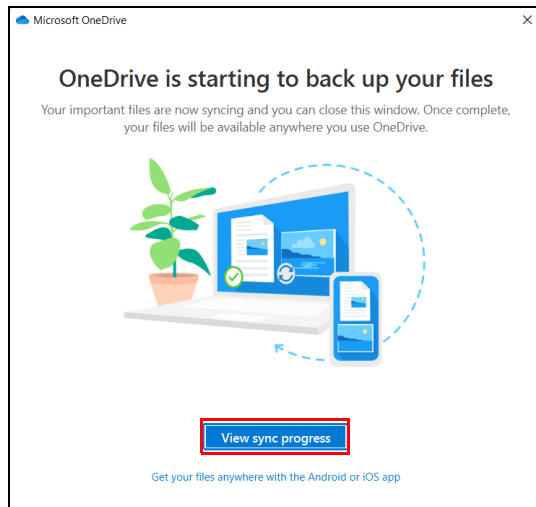 Microsoft OneDrive
OneDrive is starting to back up your files
Your important files are now syncing and you can close this window. Once complete,
your files will be available anywhere you use OneDrive.
View sync progress
Get your files anywhere with the Android or iOS app